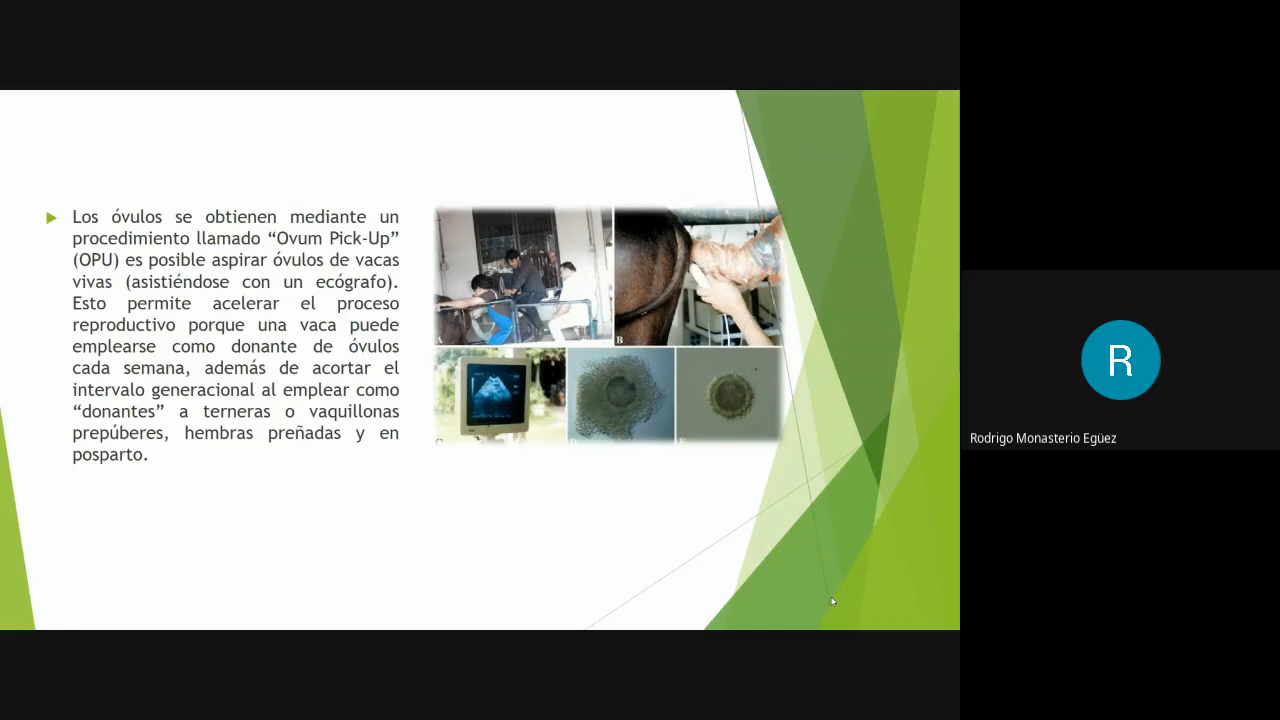 Los óvulos se obtienen mediante un
procedimiento llamado “Ovum Pick-Up”
(OPU) es posible aspirar óvulos de vacas
vivas (asistiéndose con un ecógrafo).
Esto permite acelerar el proceso
reproductivo porque una vaca puede
emplearse como donante de óvulos
cada semana, además de acortar el
intervalo generacional al emplear como
“donantes” a terneras o vaquillonas
prepúberes, hembras preñadas y en
posparto.
A
B
C
R
Rodrigo Monasterio Egüez